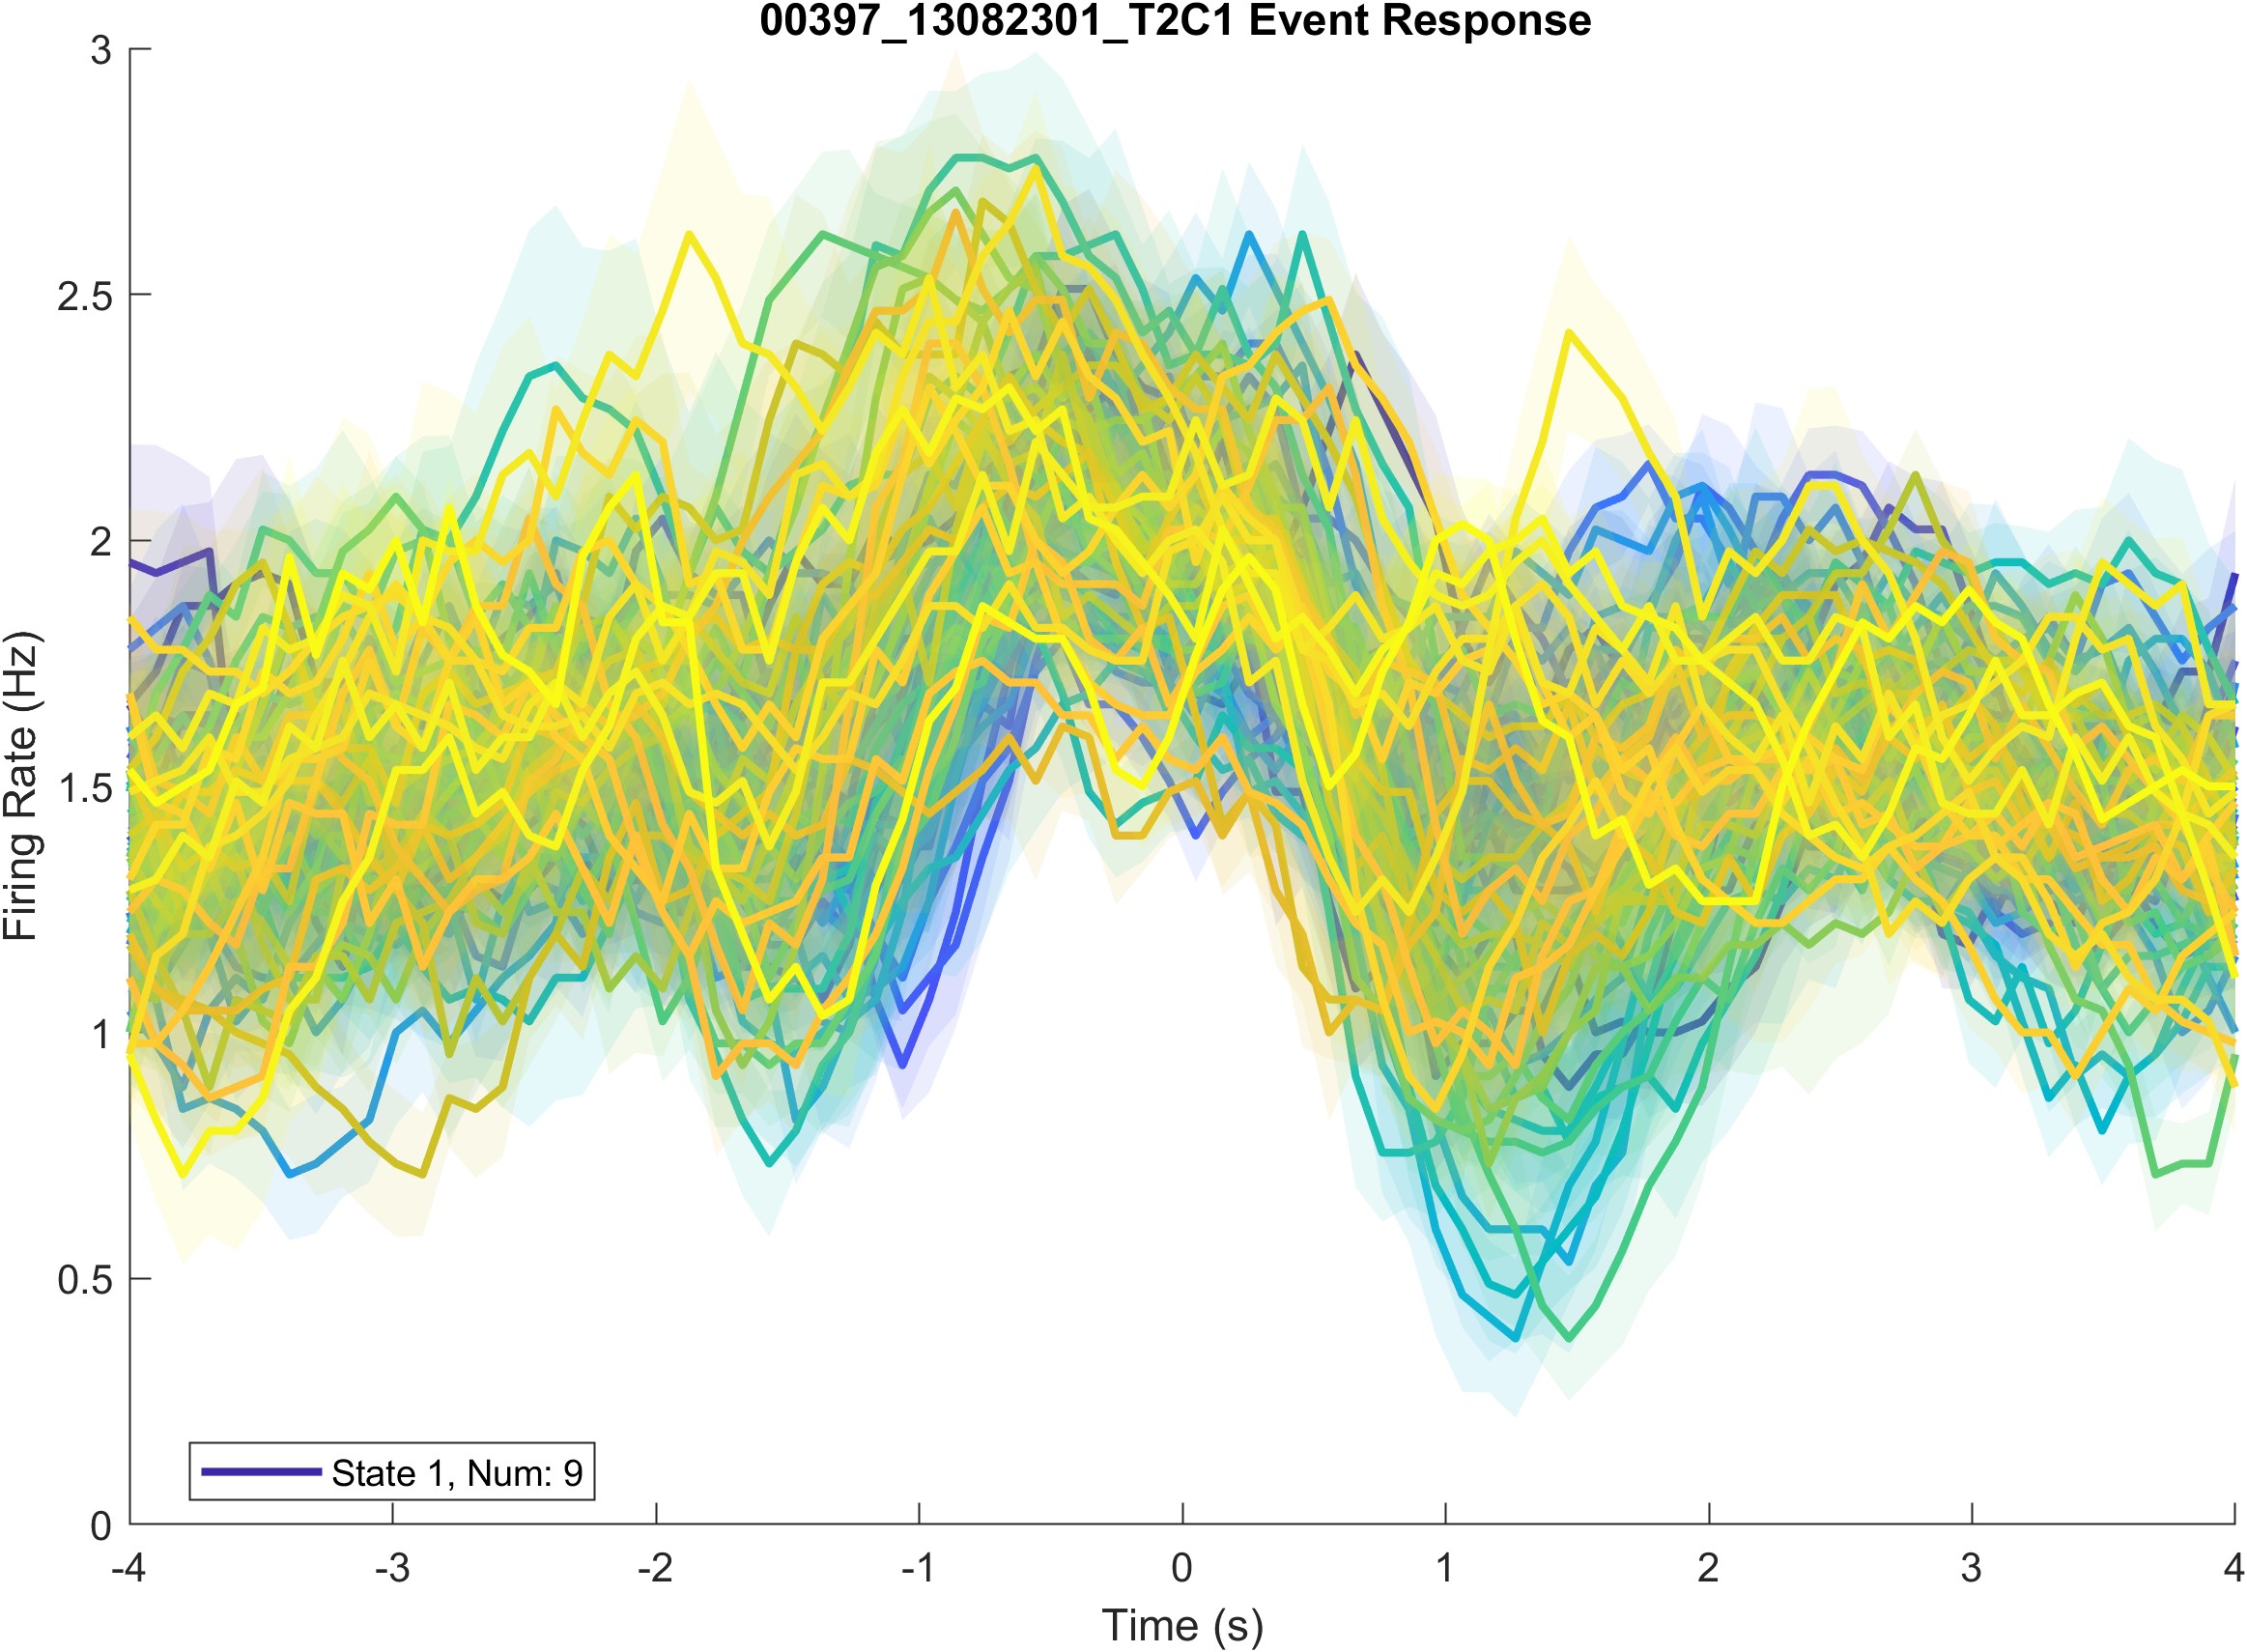 00397_13082301_T2C1 Event Response
3
2.5
2
1.5
1
0.5
0
Firing Rate (Hz)
State 1, Num: 9
-4 -3 -2 -1 0 1 2 3 4
Time (s)